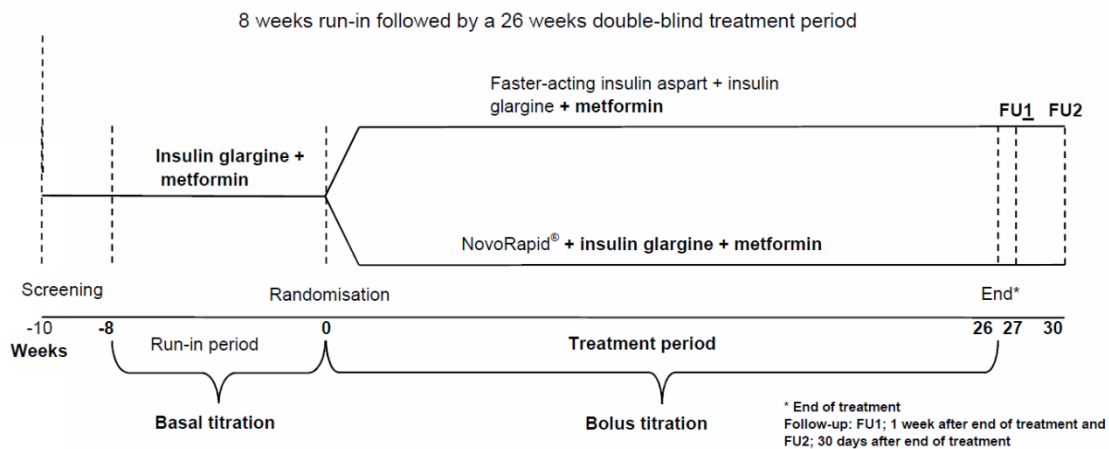 8 weeks run-in followed by a 26 weeks double-blind treatment period
Faster-acting insulin aspart + insulin
glargine + metformin
FU1 FU2
Insulin glargine +
metformin
NovoRapid® + insulin glargine + metformin
Screening Randomisation End*
-10 -8 0 26 27 30
Weeks Run-in period Treatment period
Basal titration Bolus titration
* End of treatment
Follow-up: FU1; 1 week after end of treatment and
FU2; 30 days after end of treatment